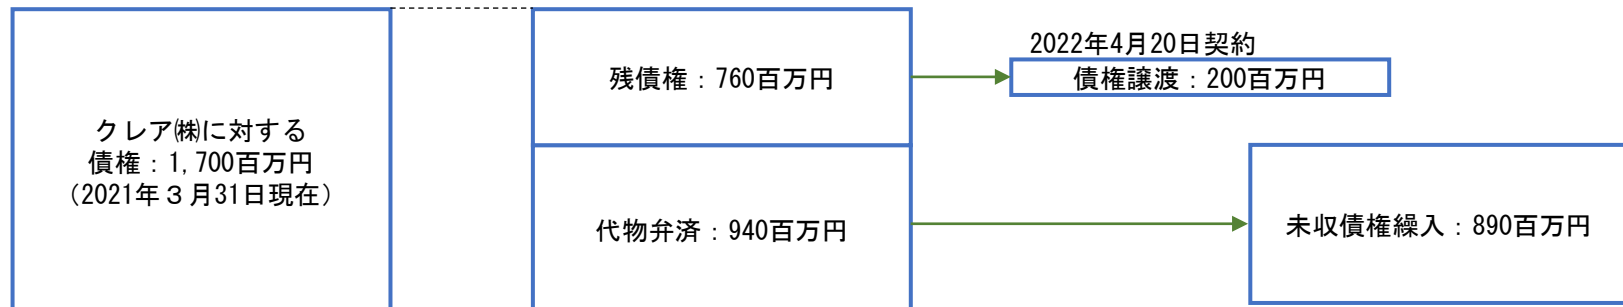 クレア㈱に対する
債権：1,700百万円
（2021年３月31日現在）
残債権：760百万円
代物弁済：940百万円
2022年4月20日契約
債権譲渡：200百万円
未収債権繰入：890百万円